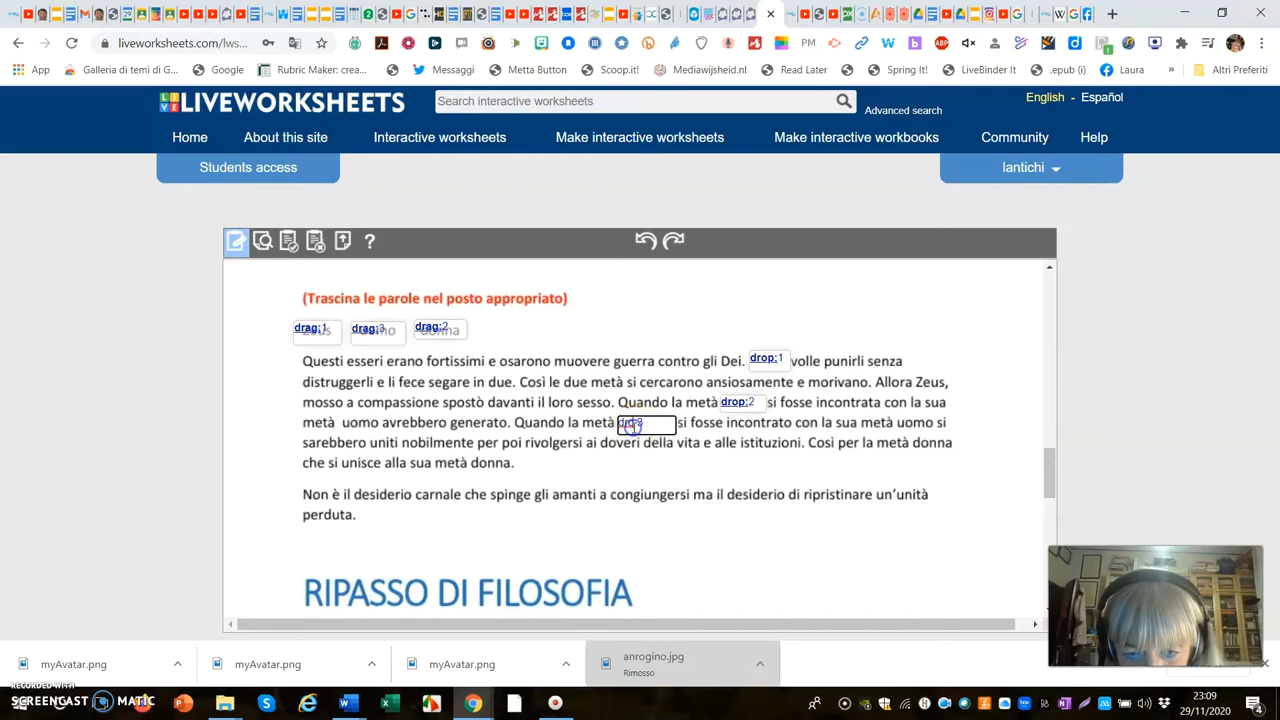 liveworksheets.com/lws...
PM
ABP
App
Galleria di temi di G...
Google
Rubric Maker: crea...
Messaggi
Metta Button
Scoop.it!
Mediawijsheid.nl
Read Later
Spring It!
LiveBinder It
.epub (i)
Laura
»
Altri Preferiti
LIVEWORKSHEETS
Search interactive worksheets
Advanced search
English - Español
Home
About this site
Interactive worksheets
Make interactive worksheets
Make interactive workbooks
Community
Help
Students access
lantichi
?
(Trascina le parole nel posto appropriato)
drag:1
drag:3
drag:2
donna
Questi esseri erano fortissimi e osarono muovere guerra contro gli Dei. drop:1 volle punirli senza
distruggerli e li fece segare in due. Così le due metà si cercarono ansiosamente e morivano. Allora Zeus,
mosso a compassione spostò davanti il loro sesso. Quando la metà drop:2 si fosse incontrata con la sua
metà uomo avrebbero generato. Quando la metà si fosse incontrato con la sua metà uomo si
sarebbero uniti nobilmente per poi rivolgersi ai doveri della vita e alle istituzioni. Così per la metà donna
che si unisce alla sua metà donna.
Non è il desiderio carnale che spinge gli amanti a congiungersi ma il desiderio di ripristinare un'unità
perduta.
RIPASSO DI FILOSOFIA
myAvatar.png
myAvatar.png
myAvatar.png
anrogino.jpg
Rimosso
RECORDED WITH
SCREENCAST MATIC
23:09
29/11/2020
4